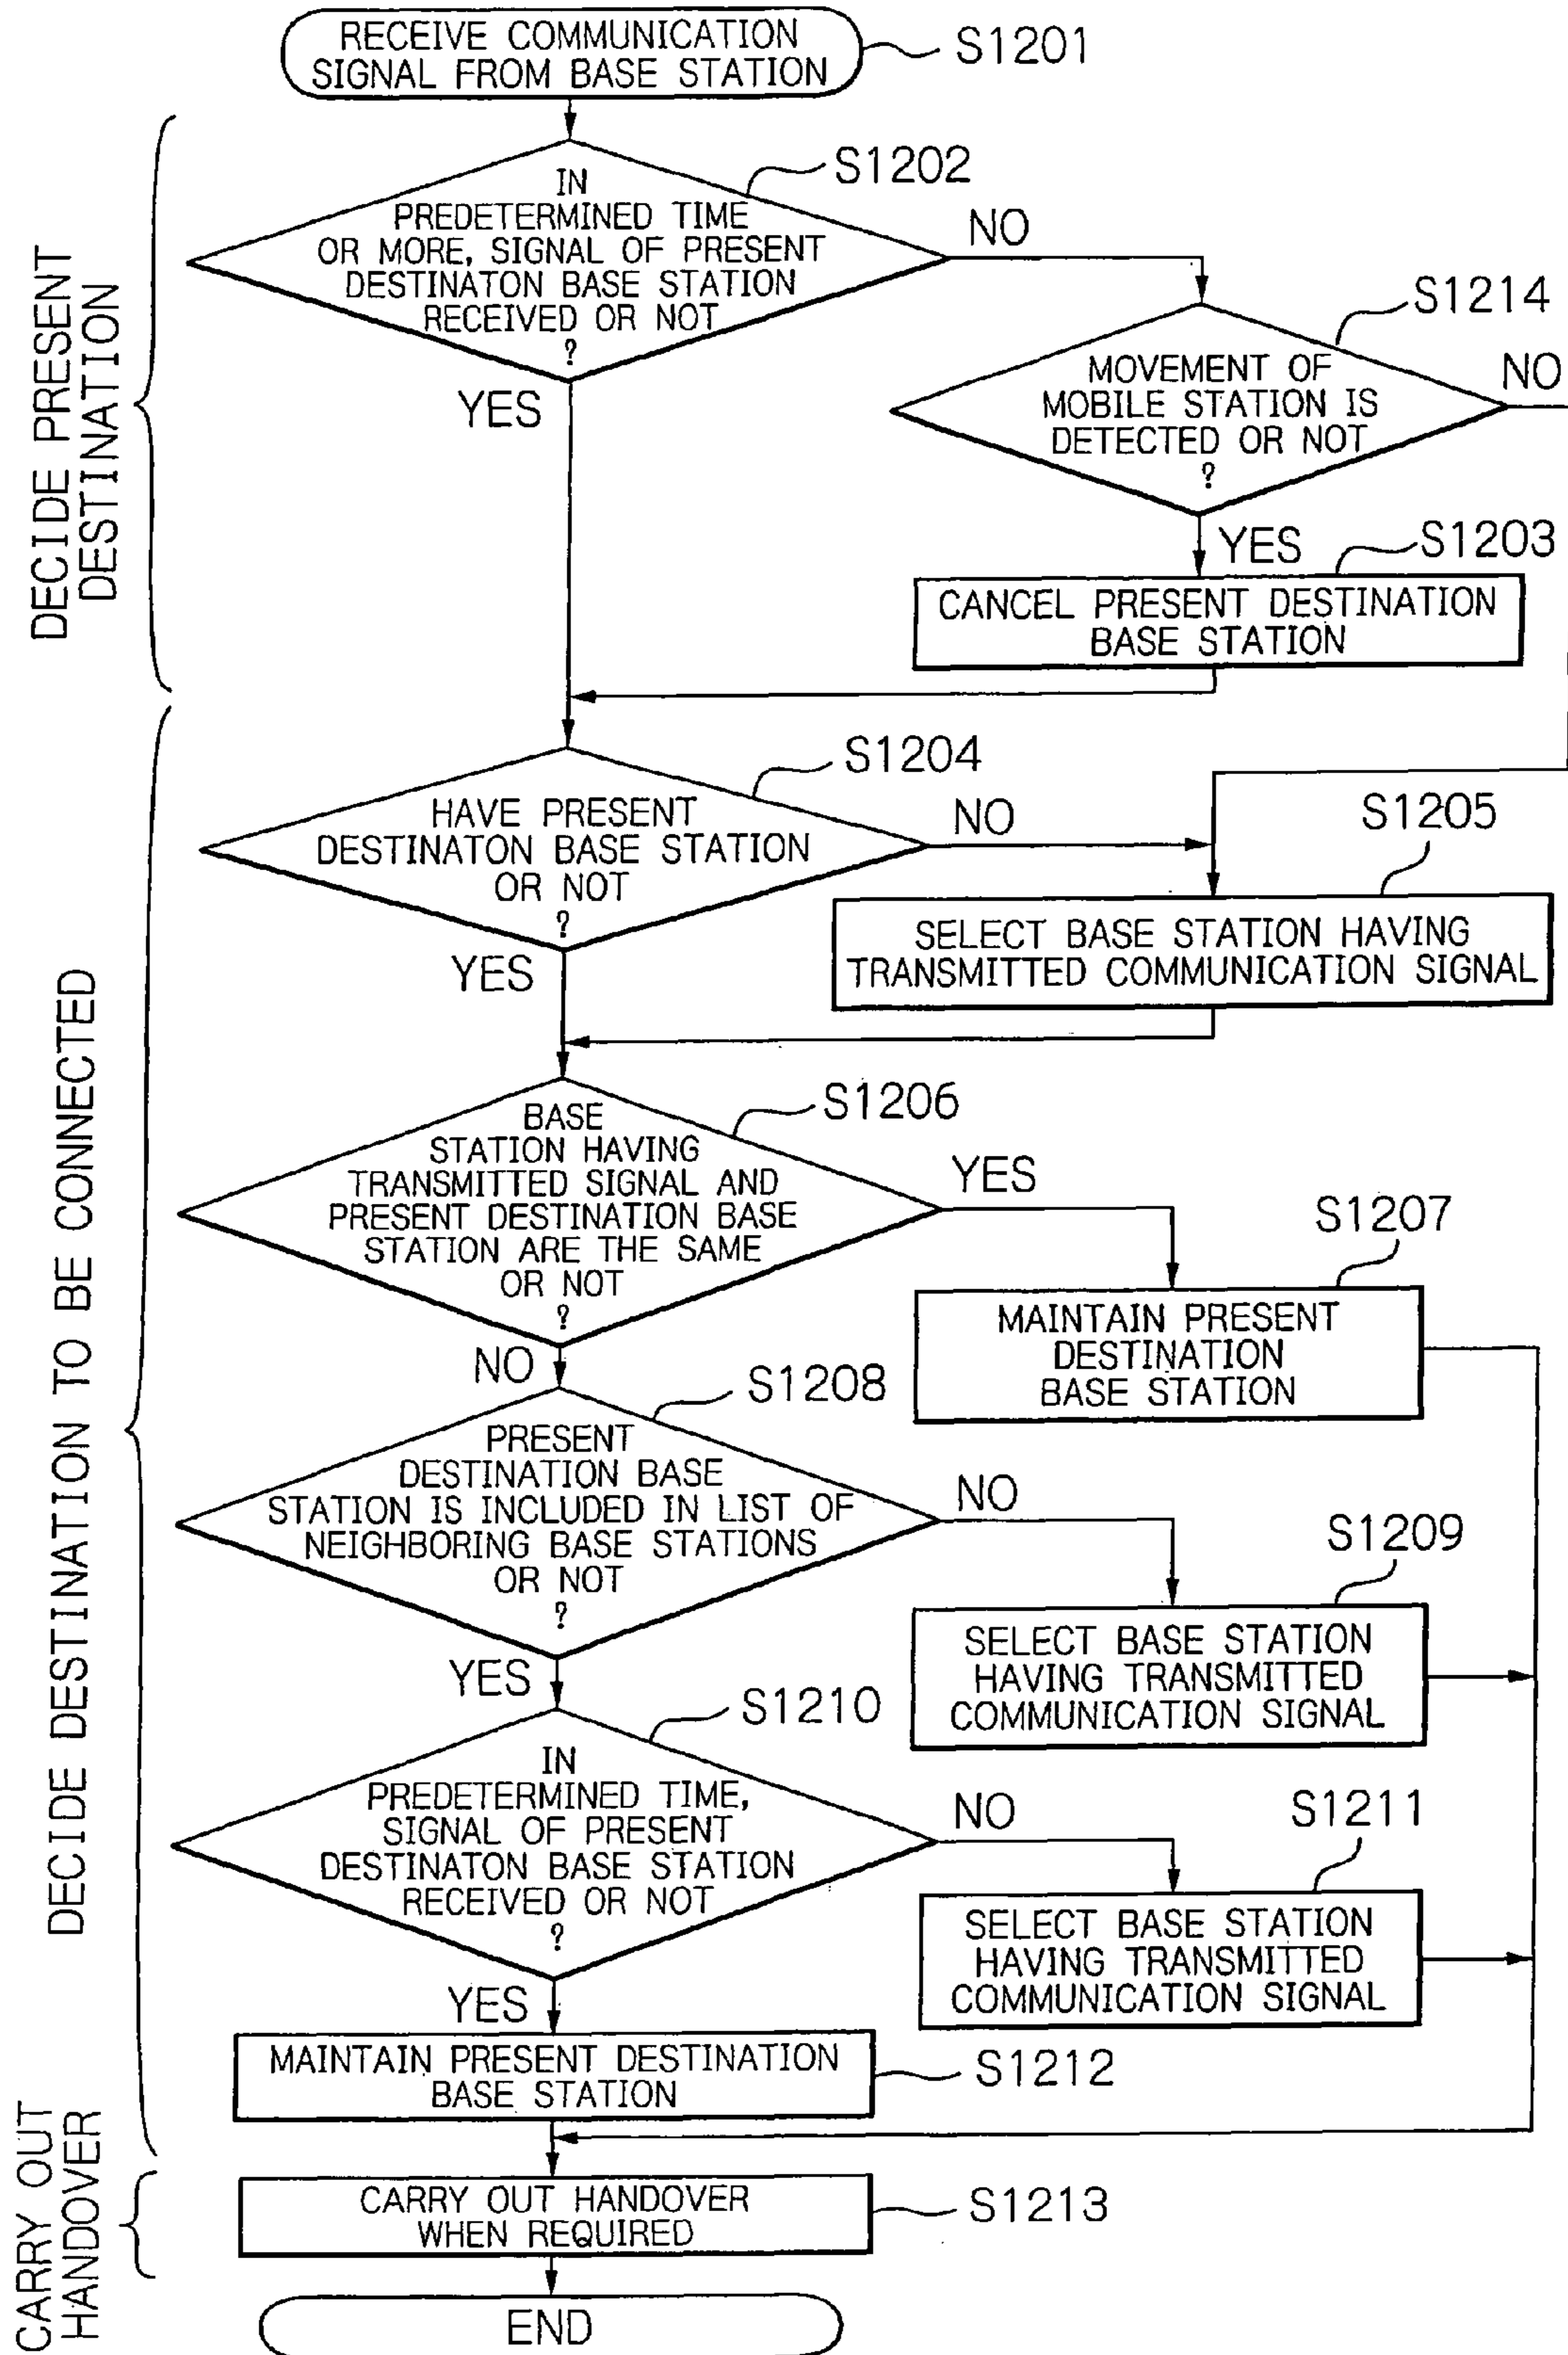 RECEIVE COMMUNICATION
SIGNAL FROM BASE STATION
S1201
DECIDE PRESENT
DESTINATION
S1202
IN
PREDETERMINED TIME
OR MORE, SIGNAL OF PRESENT
DESTINATON BASE STATION
RECEIVED OR NOT
?
NO
YES
S1214
MOVEMENT OF
MOBILE STATION IS
DETECTED OR NOT
?
NO
YES
S1203
CANCEL PRESENT DESTINATION
BASE STATION
DECIDE DESTINATION TO BE CONNECTED
S1204
HAVE PRESENT
DESTINATON BASE STATION
OR NOT
?
NO
YES
S1205
SELECT BASE STATION HAVING
TRANSMITTED COMMUNICATION SIGNAL
S1206
BASE
STATION HAVING
TRANSMITTED SIGNAL AND
PRESENT DESTINATION BASE
STATION ARE THE SAME
OR NOT
?
YES
NO
S1207
MAINTAIN PRESENT
DESTINATION
BASE STATION
S1208
PRESENT
DESTINATION BASE
STATION IS INCLUDED IN LIST OF
NEIGHBORING BASE STATIONS
OR NOT
?
NO
YES
S1209
SELECT BASE STATION
HAVING TRANSMITTED
COMMUNICATION SIGNAL
S1210
IN
PREDETERMINED TIME,
SIGNAL OF PRESENT
DESTINATON BASE STATION
RECEIVED OR NOT
?
NO
YES
S1211
SELECT BASE STATION
HAVING TRANSMITTED
COMMUNICATION SIGNAL
MAINTAIN PRESENT DESTINATION
BASE STATION
S1212
CARRY OUT
HANDOVER
CARRY OUT HANDOVER
WHEN REQUIRED
S1213
END